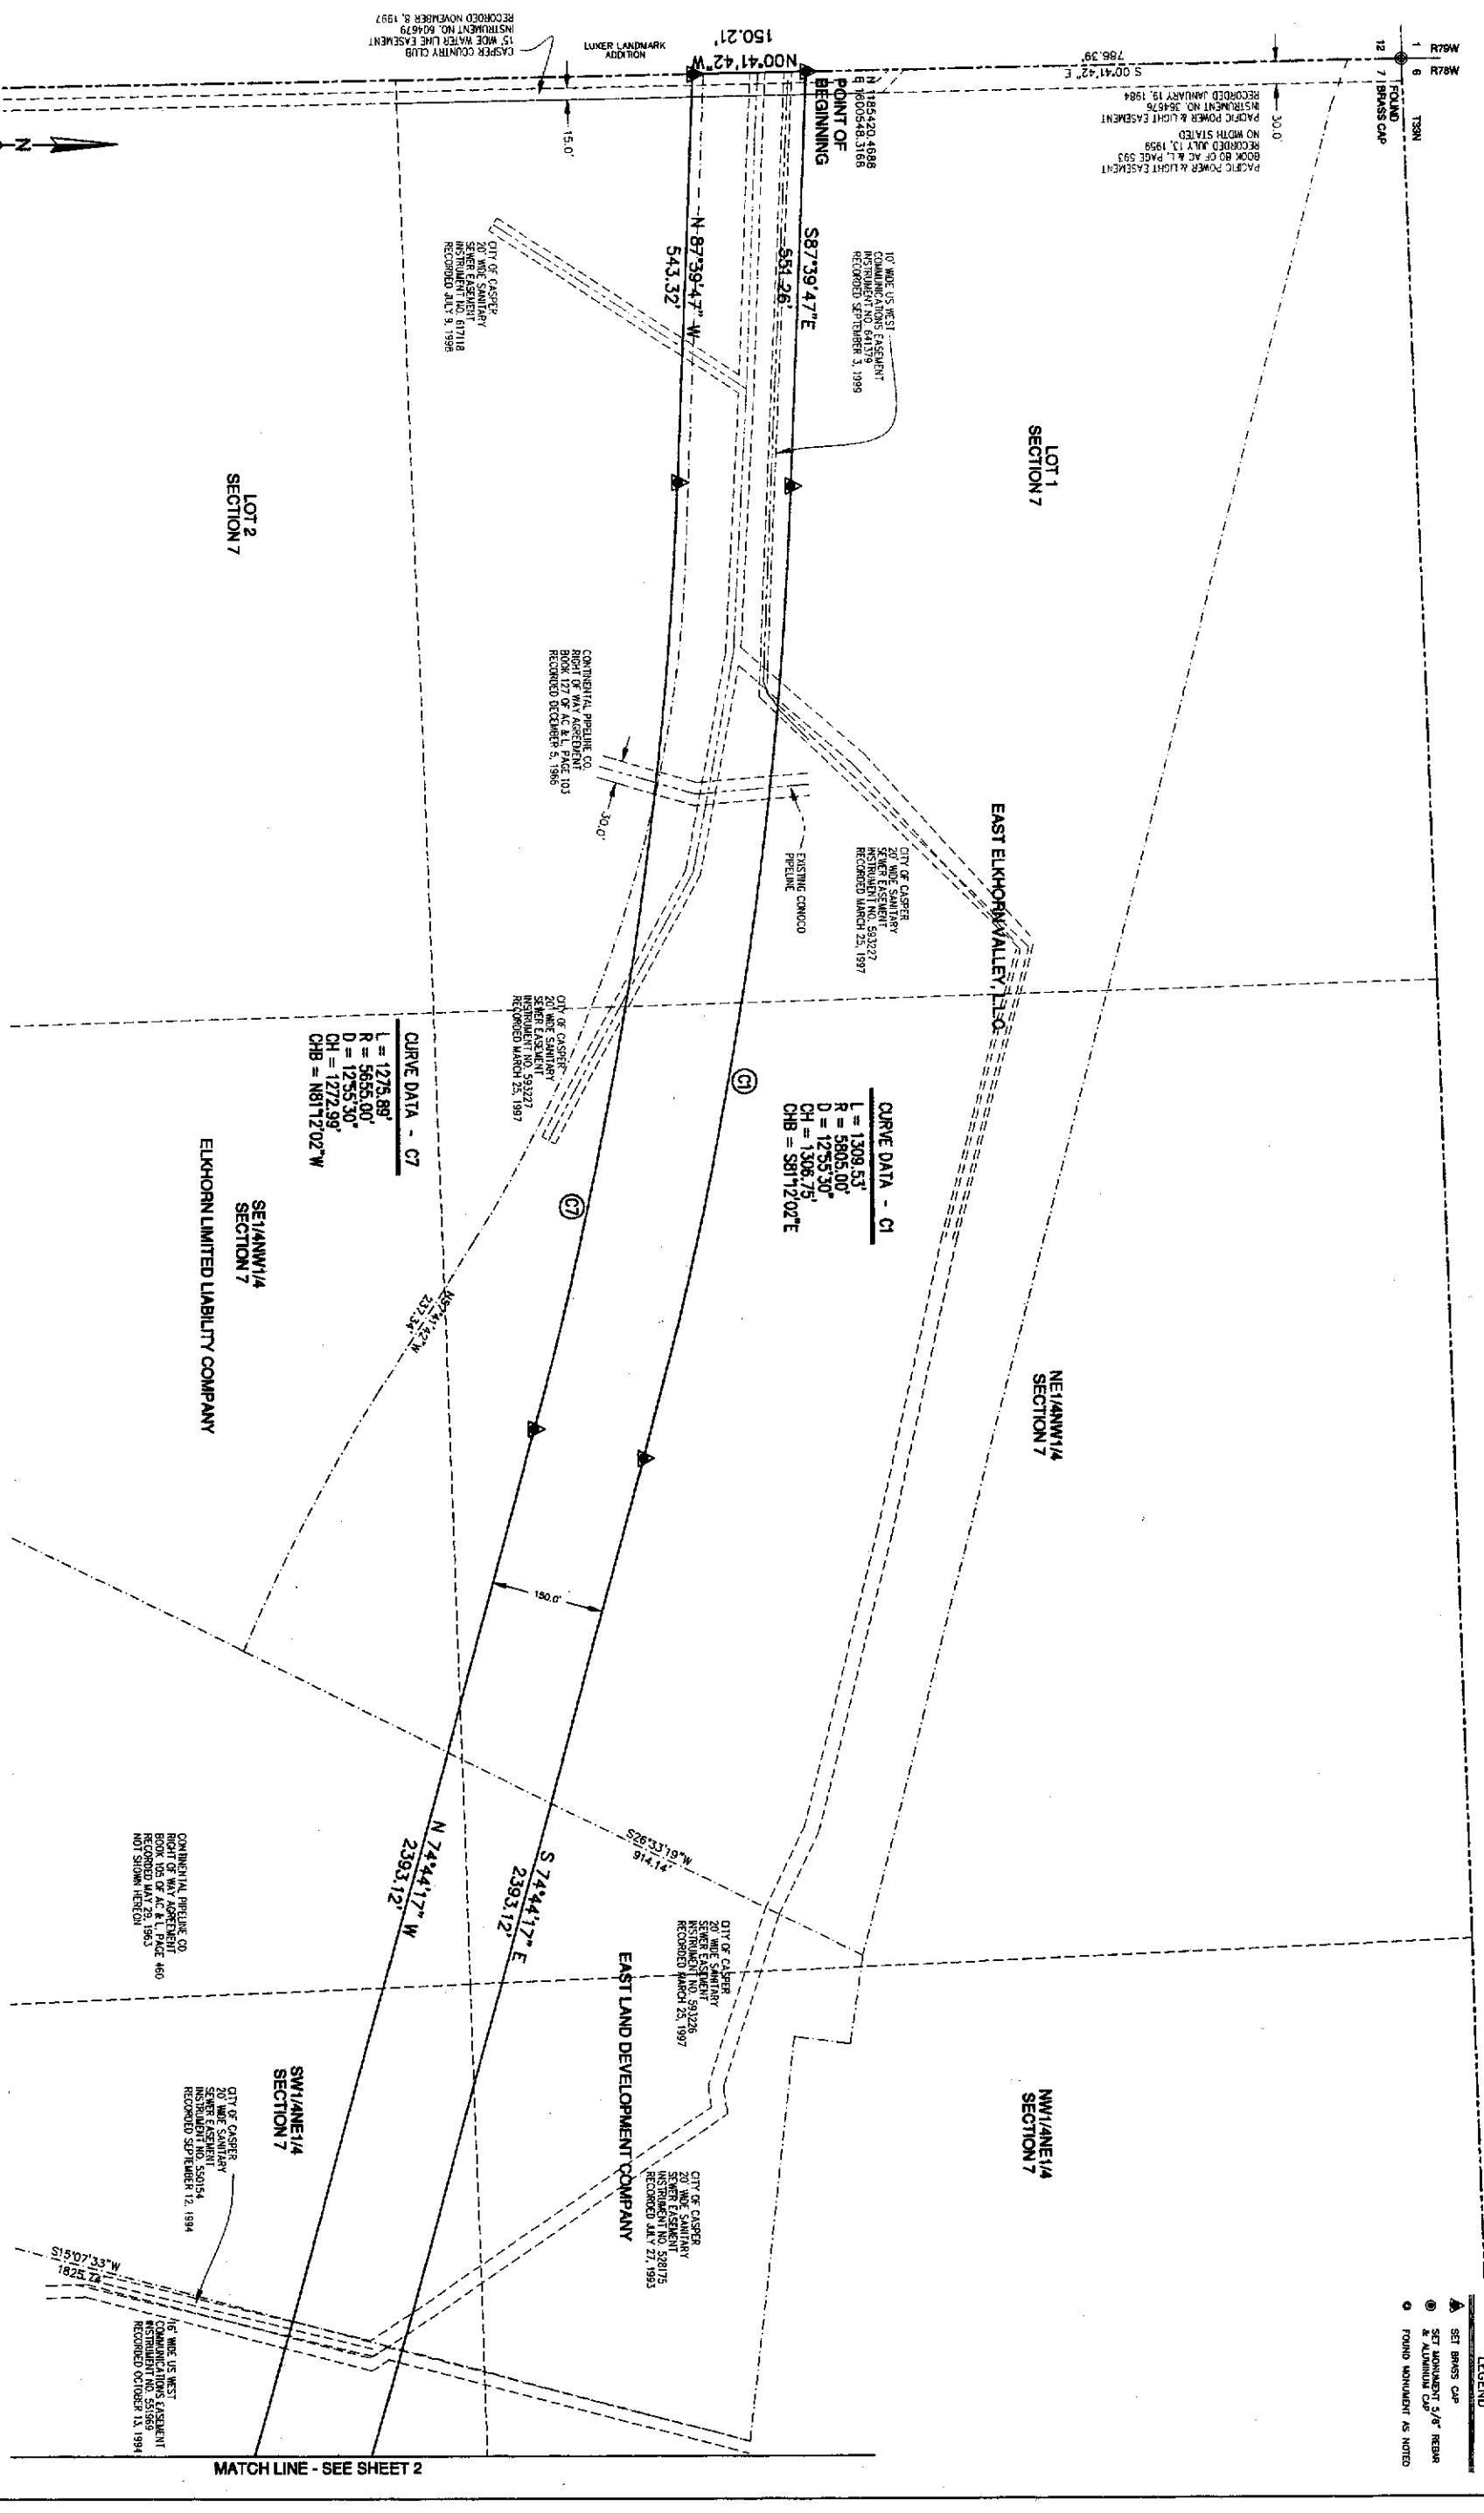 R79W
R78W
1
6
12
7
T33N
FOUND
BRASS CAP
S 00°41'42" E
786.39'
30.0'
PACIFIC POWER & LIGHT EASEMENT
BOOK 80 OF AC & L, PAGE 593
RECORDED JULY 13, 1959
NO WIDTH STATED
PACIFIC POWER & LIGHT EASEMENT
INSTRUMENT NO. 364676
RECORDED JANUARY 19, 1984
N 1185420.4688
E 1600548.3168
POINT OF
BEGINNING
N00°41'42" W
150.21'
LUKER LANDMARK
ADDITION
CASPER COUNTRY CLUB
15' WIDE WATER LINE EASEMENT
INSTRUMENT NO. 604679
RECORDED NOVEMBER 8, 1997
15.0'
N
S87°39'47"E
551.26'
N 87°39'47" W
543.32'
10' WIDE US WEST
COMMUNICATIONS EASEMENT
INSTRUMENT NO. 641379
RECORDED SEPTEMBER 3, 1999
CITY OF CASPER
20' WIDE SANITARY
SEWER EASEMENT
INSTRUMENT NO. 617118
RECORDED JULY 9, 1998
LOT 1
SECTION 7
LOT 2
SECTION 7
CONTINENTAL PIPELINE CO.
RIGHT OF WAY AGREEMENT
BOOK 127 OF AC & L, PAGE 103
RECORDED DECEMBER 5, 1966
30.0'
EXISTING CONOCO
PIPELINE
CITY OF CASPER
20' WIDE SANITARY
SEWER EASEMENT
INSTRUMENT NO. 593227
RECORDED MARCH 25, 1997
EAST ELKHORN VALLEY, L.L.C.
CITY OF CASPER
20' WIDE SANITARY
SEWER EASEMENT
INSTRUMENT NO. 593227
RECORDED MARCH 25, 1997
C1
CURVE DATA - C1
L = 1309.53'
R = 5805.00'
D = 12°55'30"
CH = 1306.75'
CHB = S81°12'02"E
CURVE DATA - C7
L = 1275.69'
R = 5655.00'
D = 12°55'30"
CH = 1272.99'
CHB = N81°12'02"W
C7
SE1/4NW1/4
SECTION 7
ELKHORN LIMITED LIABILITY COMPANY
237.34'
NE1/4NW1/4
SECTION 7
150.0'
S26°33'19"W
914.14'
S 74°44'17" E
2393.12'
N 74°44'17" W
2393.12'
CONTINENTAL PIPELINE CO.
RIGHT OF WAY AGREEMENT
BOOK 105 OF AC & L, PAGE 460
RECORDED MAY 29, 1963
NOT SHOWN HEREON
CITY OF CASPER
20' WIDE SANITARY
SEWER EASEMENT
INSTRUMENT NO. 593226
RECORDED MARCH 25, 1997
EAST LAND DEVELOPMENT COMPANY
NW1/4NE1/4
SECTION 7
SW1/4NE1/4
SECTION 7
CITY OF CASPER
20' WIDE SANITARY
SEWER EASEMENT
INSTRUMENT NO. 528175
RECORDED JULY 27, 1993
CITY OF CASPER
20' WIDE SANITARY
SEWER EASEMENT
INSTRUMENT NO. 550154
RECORDED SEPTEMBER 12, 1994
S15°07'33"W
16' WIDE US WEST
COMMUNICATIONS EASEMENT
INSTRUMENT NO. 551969
RECORDED OCTOBER 13, 1994
MATCH LINE - SEE SHEET 2
LEGEND
SET BRASS CAP
SET MONUMENT 5/8" REBAR
& ALUMINUM CAP
FOUND MONUMENT AS NOTED